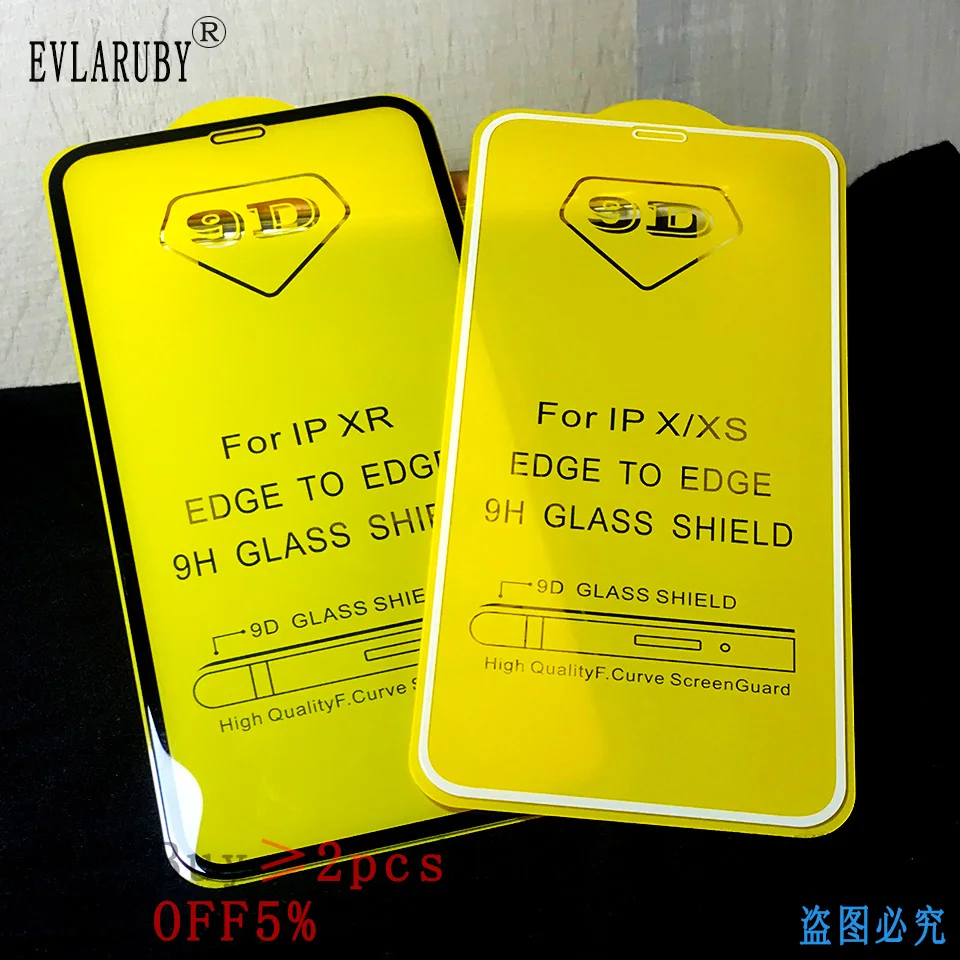 EVLARUBY®
9D
For IP XR
EDGE TO EDGE
9H GLASS SHIE
9D GLASS SHIE
High QualityF.Curve S
9D
For IP X/XS
EDGE TO EDGE
9H GLASS SHIELD
9D GLASS SHIELD
High QualityF.Curve ScreenGuard
Buy≥2pcs
OFF5%
盗图必究